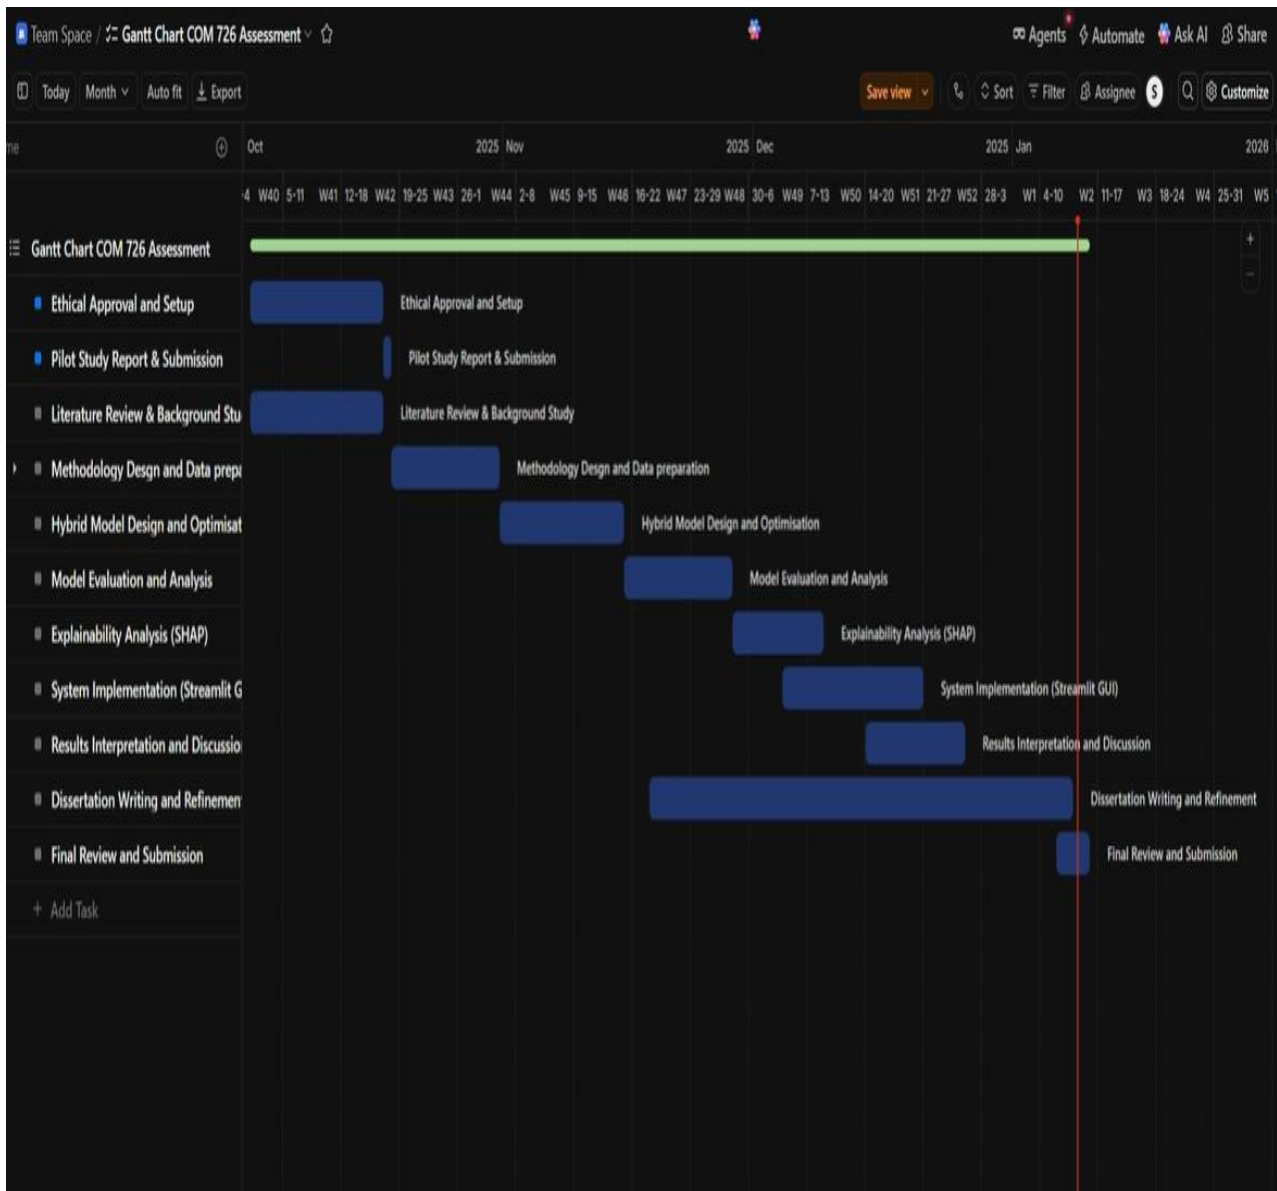 Team Space / Gantt Chart COM 726 Assessment
Agents Automate Ask AI Share
Today Month Auto fit Export
Save view Sort Filter Assignee S Customize
me Oct 2025 Nov 2025 Dec 2025 Jan 2026
-4 W40 5-11 W41 12-18 W42 19-25 W43 26-1 W44 2-8 W45 9-15 W46 16-22 W47 23-29 W48 30-6 W49 7-13 W50 14-20 W51 21-27 W52 28-3 W1 4-10 W2 11-17 W3 18-24 W4 25-31 W5
Gantt Chart COM 726 Assessment
Ethical Approval and Setup Ethical Approval and Setup
Pilot Study Report & Submission Pilot Study Report & Submission
Literature Review & Background Stu Literature Review & Background Study
Methodology Desgn and Data prepa Methodology Desgn and Data preparation
Hybrid Model Design and Optimisat Hybrid Model Design and Optimisation
Model Evaluation and Analysis Model Evaluation and Analysis
Explainability Analysis (SHAP) Explainability Analysis (SHAP)
System Implementation (Streamlit G System Implementation (Streamlit GUI)
Results Interpretation and Discussio Results Interpretation and Discussion
Dissertation Writing and Refinemen Dissertation Writing and Refinement
Final Review and Submission Final Review and Submission
+ Add Task